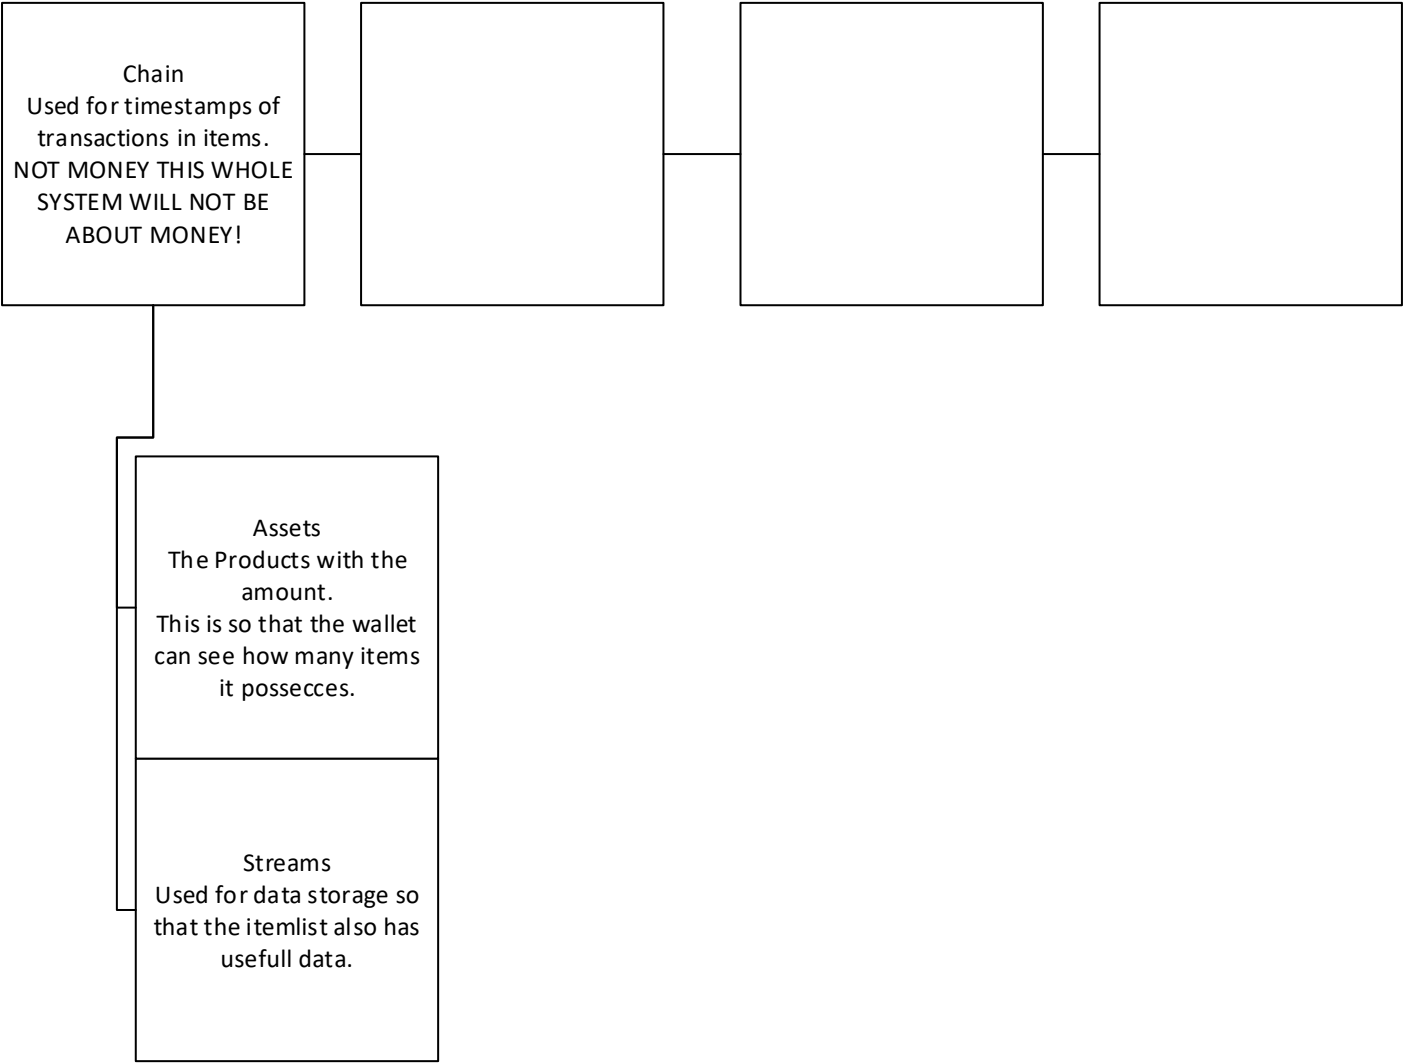 Chain
Used for timestamps of
transactions in items.
NOT MONEY THIS WHOLE
SYSTEM WILL NOT BE
ABOUT MONEY!
Assets
The Products with the
amount.
This is so that the wallet
can see how many items
it possecces.
Streams
Used for data storage so
that the itemlist also has
usefull data.